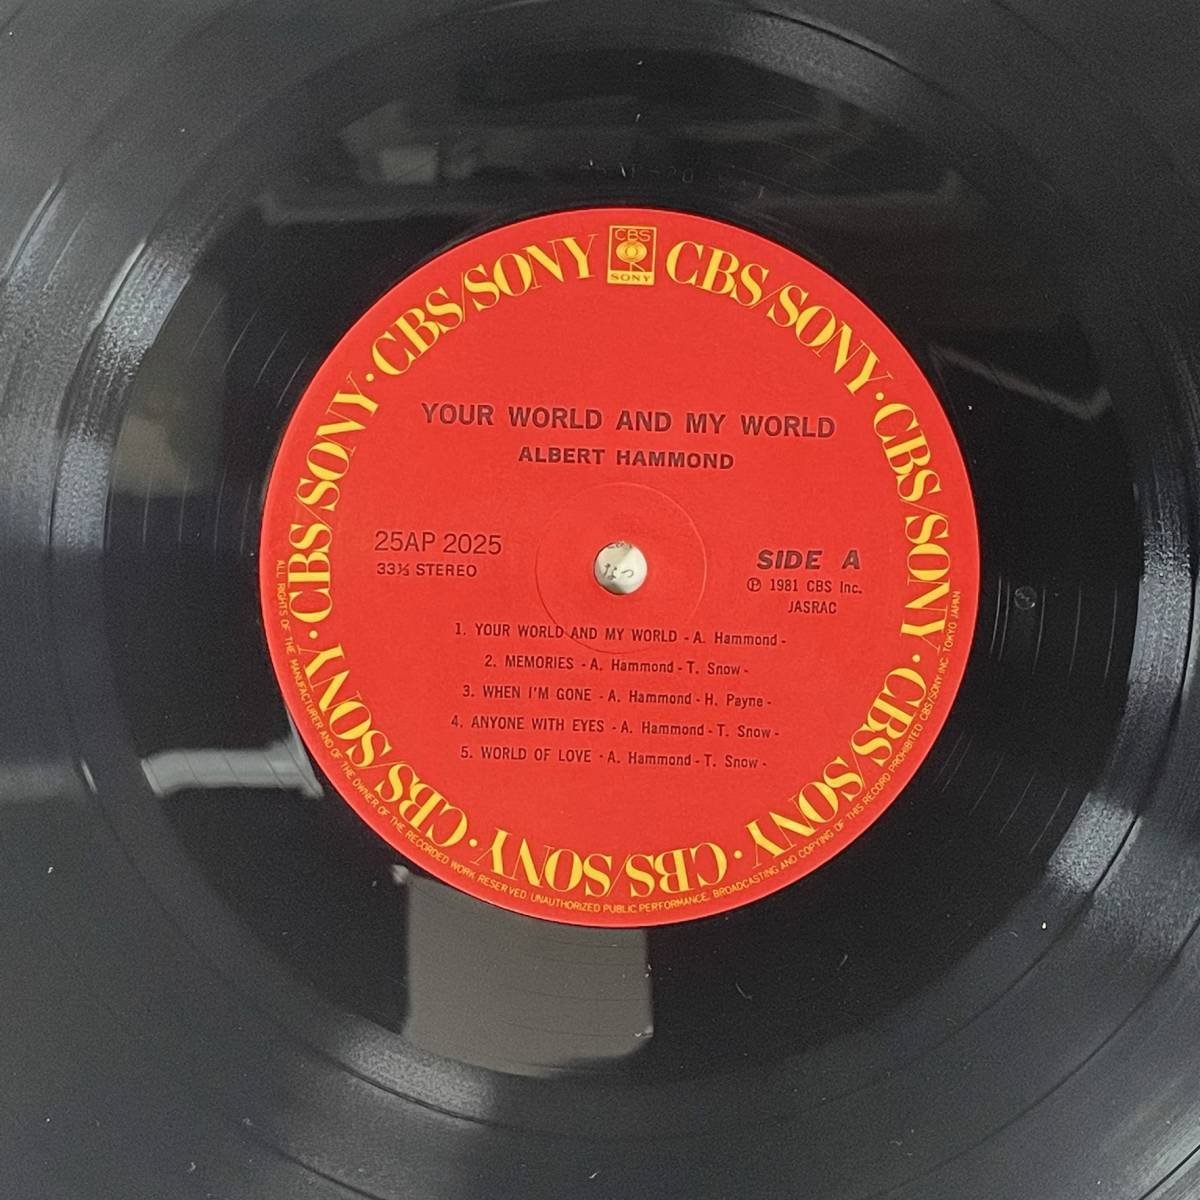 CBS
SONY
CBS/SONY · CBS/SONY · CBS/SONY · CBS/SONY · CBS/SONY · CBS/SONY · CBS/SONY · CBS/SONY
YOUR WORLD AND MY WORLD
ALBERT HAMMOND
25AP 2025
33⅓ STEREO
SIDE A
Ⓟ 1981 CBS Inc.
JASRAC
なっ
1. YOUR WORLD AND MY WORLD - A. Hammond -
2. MEMORIES - A. Hammond - T. Snow -
3. WHEN I'M GONE - A. Hammond - H. Payne -
4. ANYONE WITH EYES - A. Hammond - T. Snow -
5. WORLD OF LOVE - A. Hammond - T. Snow -
ALL RIGHTS OF THE MANUFACTURER AND OF THE OWNER OF THE RECORDED WORK RESERVED. UNAUTHORIZED PUBLIC PERFORMANCE, BROADCASTING AND COPYING OF THIS RECORD PROHIBITED CBS/SONY INC. TOKYO JAPAN